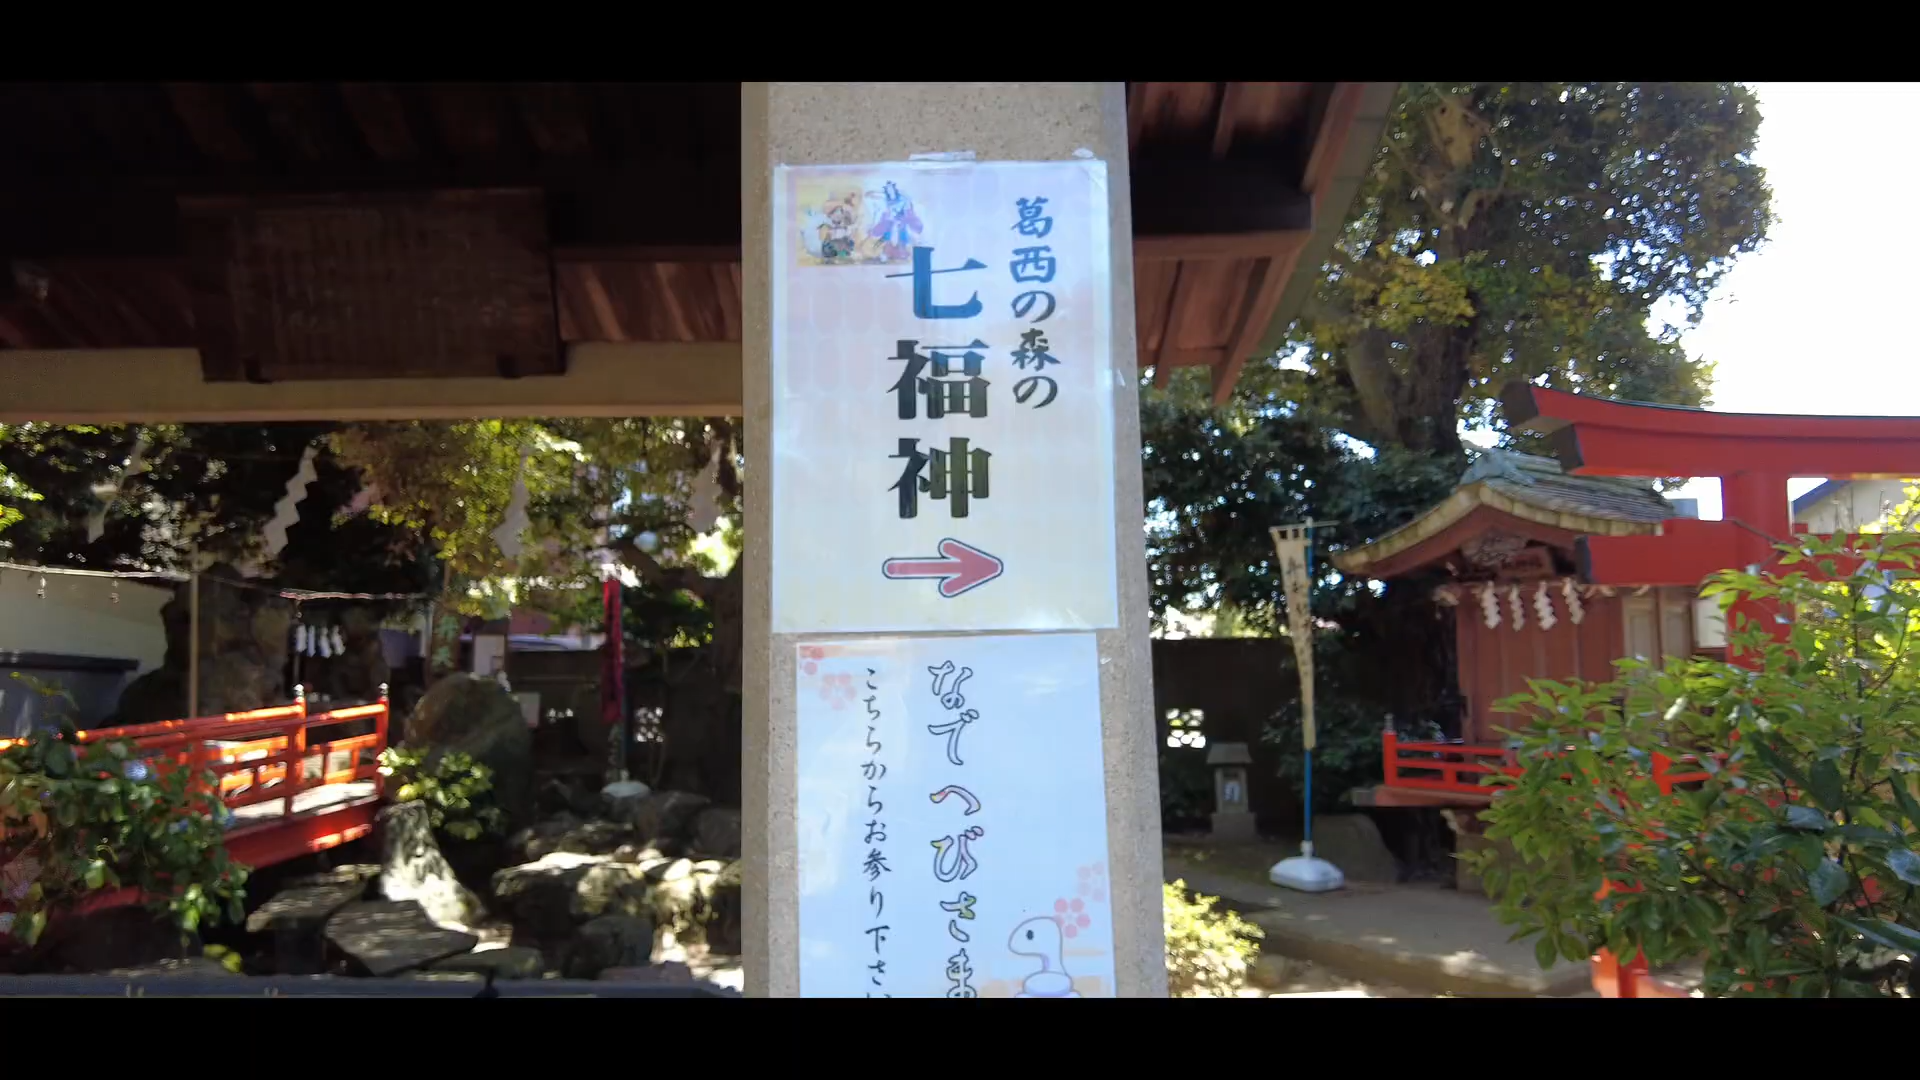 葛西の森の
七福神
なでへびさま
こちらからお参り下さい